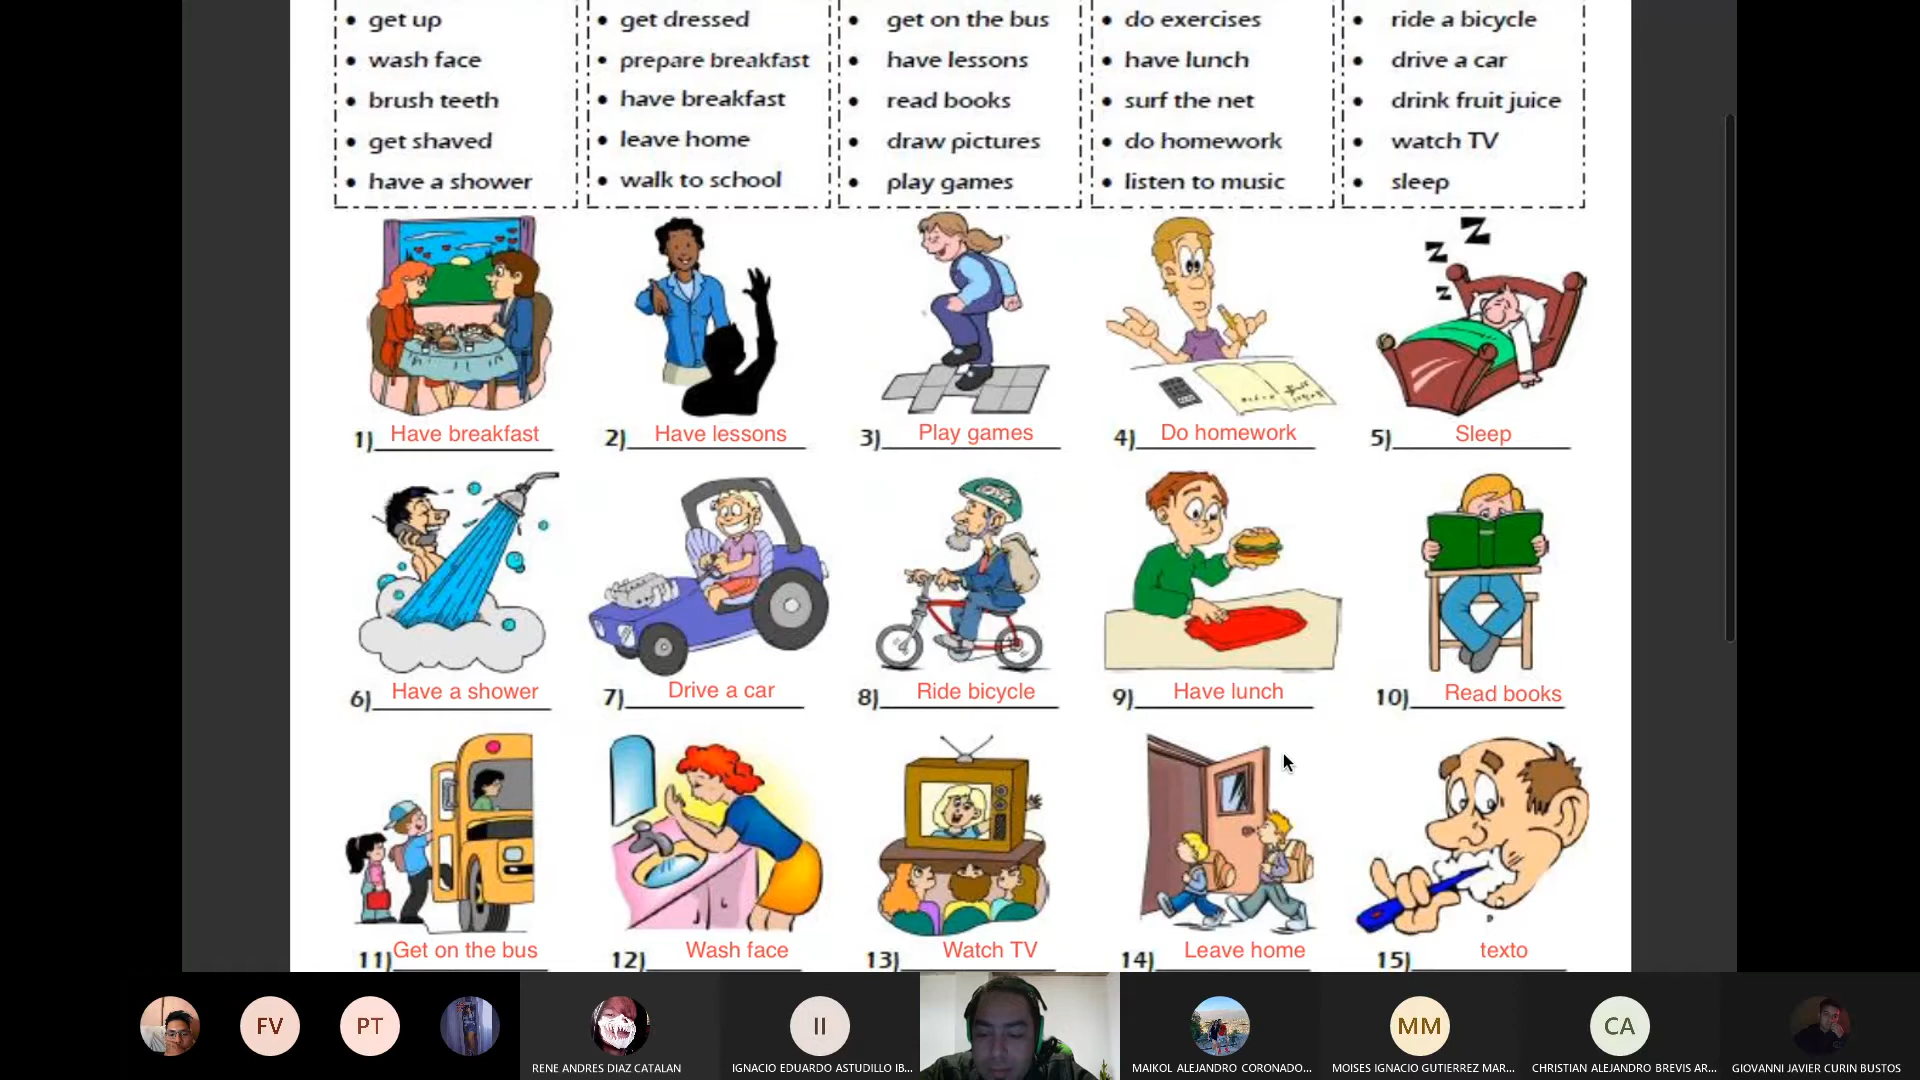 • get up
• wash face
• brush teeth
• get shaved
• have a shower
• get dressed
• prepare breakfast
• have breakfast
• leave home
• walk to school
• get on the bus
• have lessons
• read books
• draw pictures
• play games
• do exercises
• have lunch
• surf the net
• do homework
• listen to music
• ride a bicycle
• drive a car
• drink fruit juice
• watch TV
• sleep
z z z
1) Have breakfast
2) Have lessons
3) Play games
4) Do homework
5) Sleep
6) Have a shower
7) Drive a car
8) Ride bicycle
9) Have lunch
10) Read books
11) Get on the bus
12) Wash face
13) Watch TV
14) Leave home
15) texto
FV
PT
II
MM
CA
RENE ANDRES DIAZ CATALAN
IGNACIO EDUARDO ASTUDILLO IB...
MAIKOL ALEJANDRO CORONADO...
MOISES IGNACIO GUTIERREZ MAR...
CHRISTIAN ALEJANDRO BREVIS AR...
GIOVANNI JAVIER CURIN BUSTOS